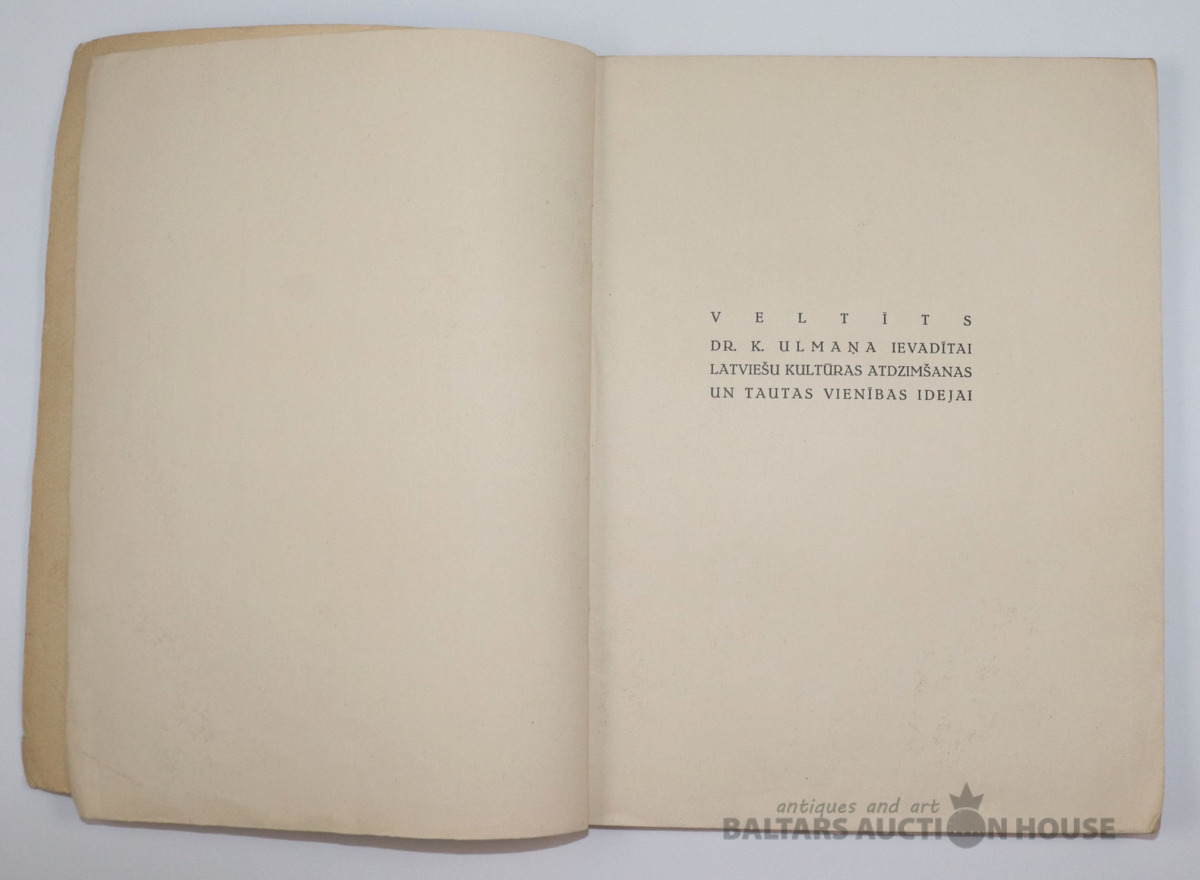 V E L T Ī T S
DR. K. ULMAŅA IEVADĪTAI
LATVIEŠU KULTŪRAS ATDZIMŠANAS
UN TAUTAS VIENĪBAS IDEJAI
antiques and art
BALTARS AUCTION HOUSE